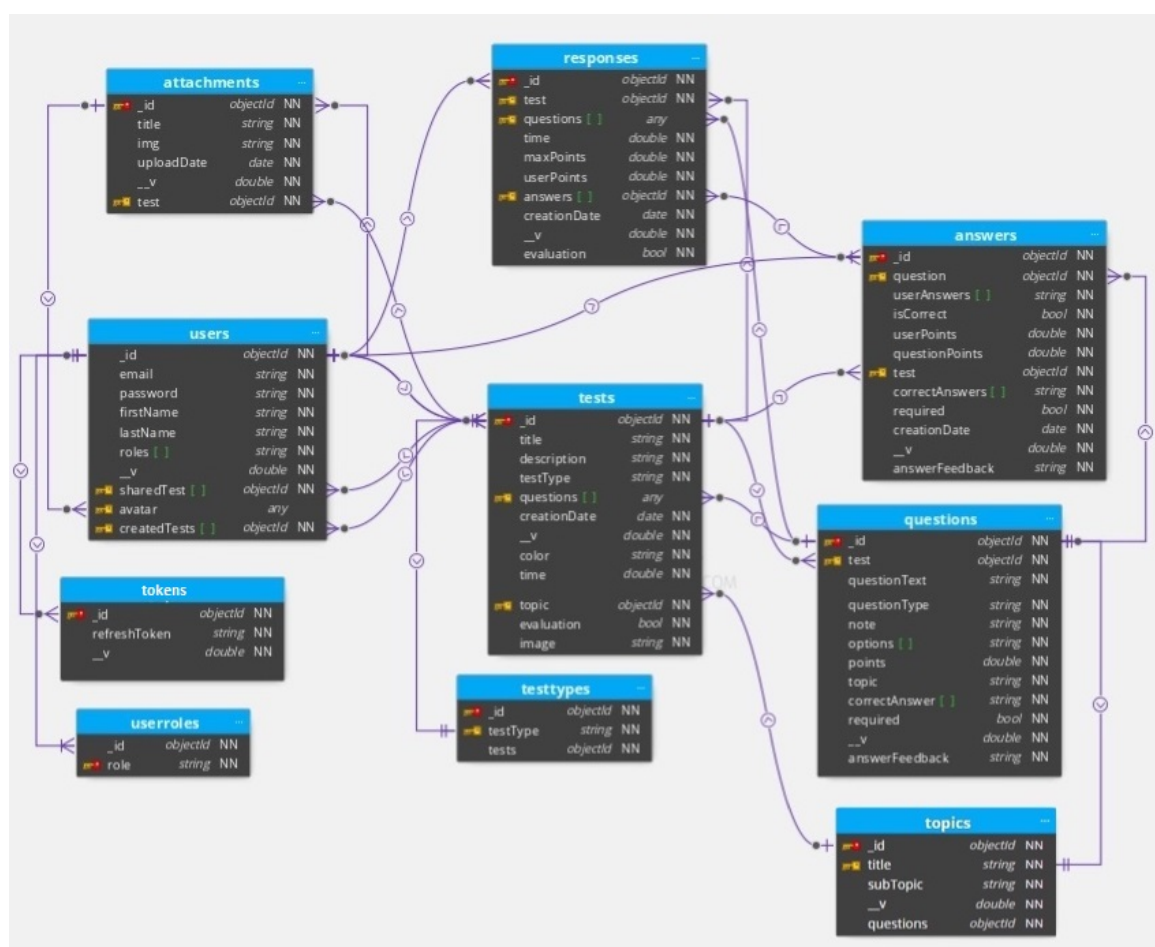 attachments ...
_id objectId NN
title string NN
img string NN
uploadDate date NN
__v double NN
test objectId NN
responses ...
_id objectId NN
test objectId NN
questions [ ] any
time double NN
maxPoints double NN
userPoints double NN
answers [ ] objectId NN
creationDate date NN
__v double NN
evaluation bool NN
answers ...
_id objectId NN
question objectId NN
userAnswers [ ] string NN
isCorrect bool NN
userPoints double NN
questionPoints double NN
test objectId NN
correctAnswers [ ] string NN
required bool NN
creationDate date NN
__v double NN
answerFeedback string NN
users ...
_id objectId NN
email string NN
password string NN
firstName string NN
lastName string NN
roles [ ] string NN
__v double NN
sharedTest [ ] objectId NN
avatar any
createdTests [ ] objectId NN
tests ...
_id objectId NN
title string NN
description string NN
testType string NN
questions [ ] any
creationDate date NN
__v double NN
color string NN
time double NN
topic objectId NN
evaluation bool NN
image string NN
COM
questions ...
_id objectId NN
test objectId NN
questionText string NN
questionType string NN
note string NN
options [ ] string NN
points double NN
topic string NN
correctAnswer [ ] string NN
required bool NN
__v double NN
answerFeedback string NN
tokens
_id objectId NN
refreshToken string NN
__v double NN
userroles ...
_id objectId NN
role string NN
testtypes ...
_id objectId NN
testType string NN
tests objectId NN
topics ...
_id objectId NN
title string NN
subTopic string NN
__v double NN
questions objectId NN